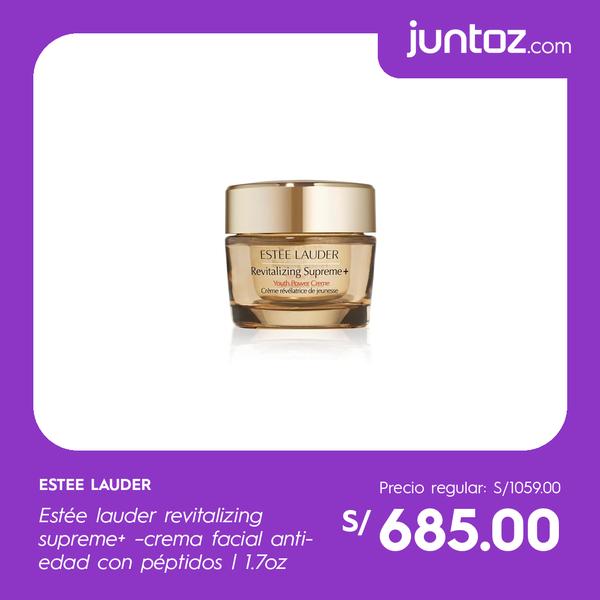 juntoz.com
ESTĒE LAUDER
Revitalizing Supreme+
Youth Power Creme
Crème révélatrice de jeunesse
ESTEE LAUDER
Estée lauder revitalizing
supreme+ -crema facial anti-
edad con péptidos | 1.7oz
Precio regular: S/1059.00
S/ 685.00